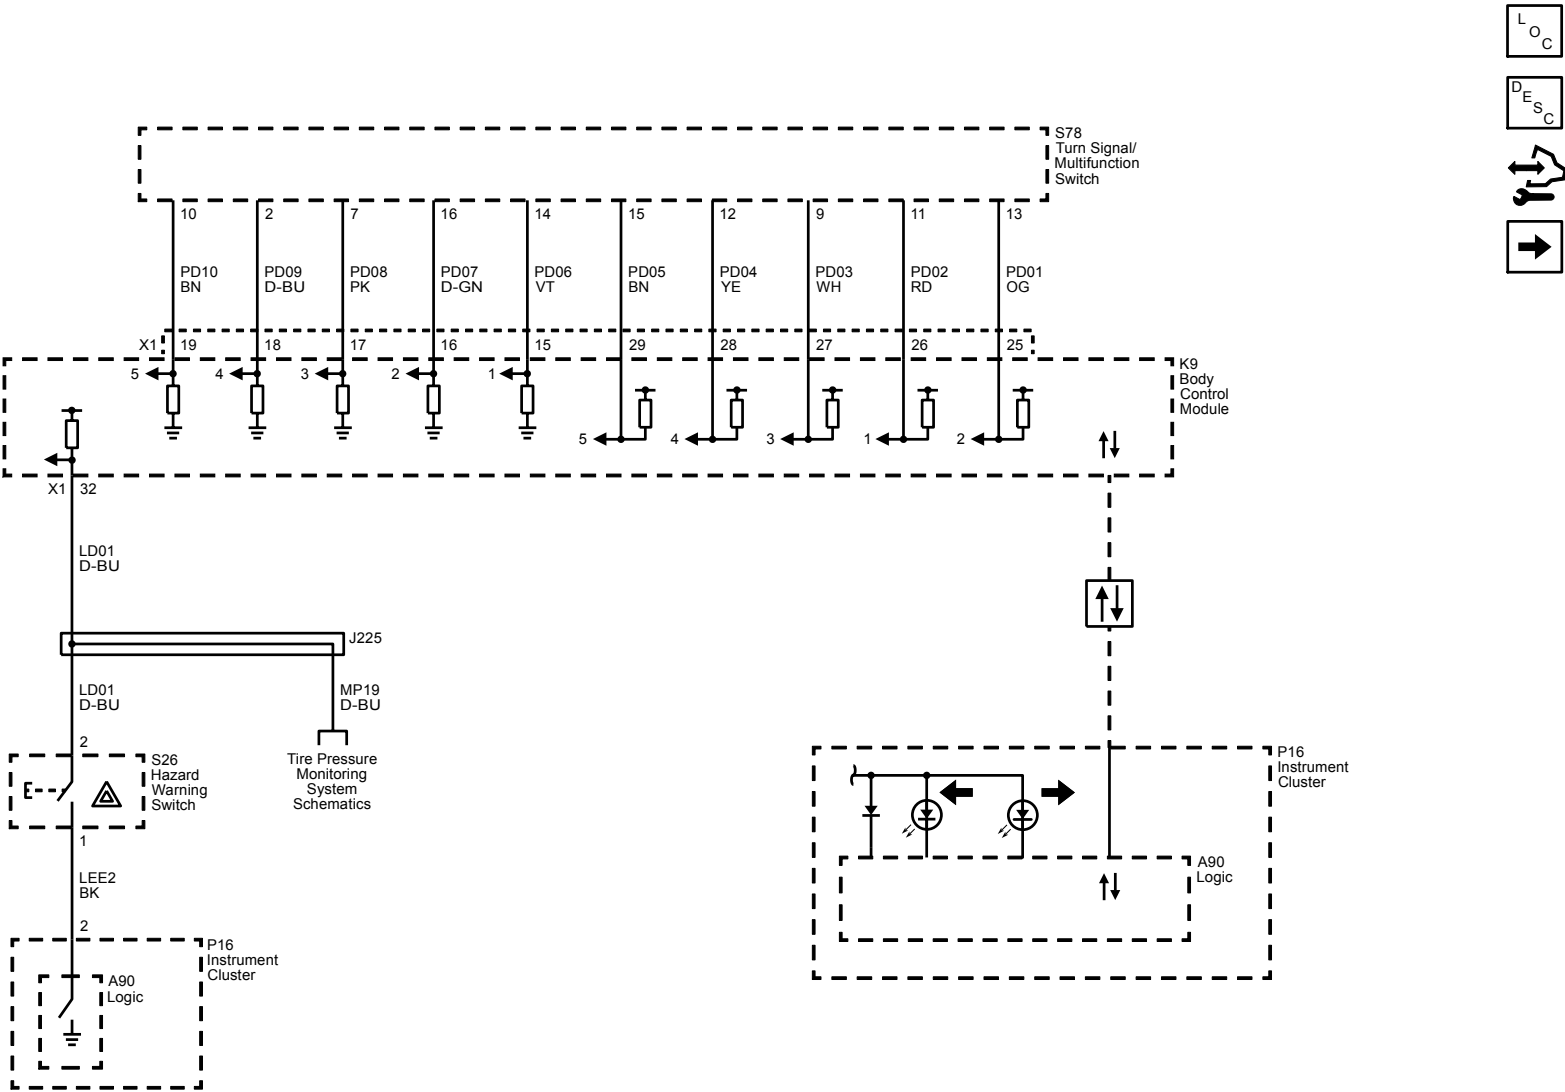 L
O
C
D
E
S
C
S78
Turn Signal/
Multifunction
Switch
10 2 7 16 14 15 12 9 11 13
PD10 PD09 PD08 PD07 PD06 PD05 PD04 PD03 PD02 PD01
BN D-BU PK D-GN VT BN YE WH RD OG
X1 19 18 17 16 15 29 28 27 26 25
K9
Body
Control
Module
5 4 3 2 1
5 4 3 1 2
X1 32
LD01
D-BU
J225
LD01
D-BU
MP19
D-BU
2
S26
Hazard
Warning
Switch
Tire Pressure
Monitoring
System
Schematics
1
LEE2
BK
2
P16
Instrument
Cluster
A90
Logic
P16
Instrument
Cluster
A90
Logic